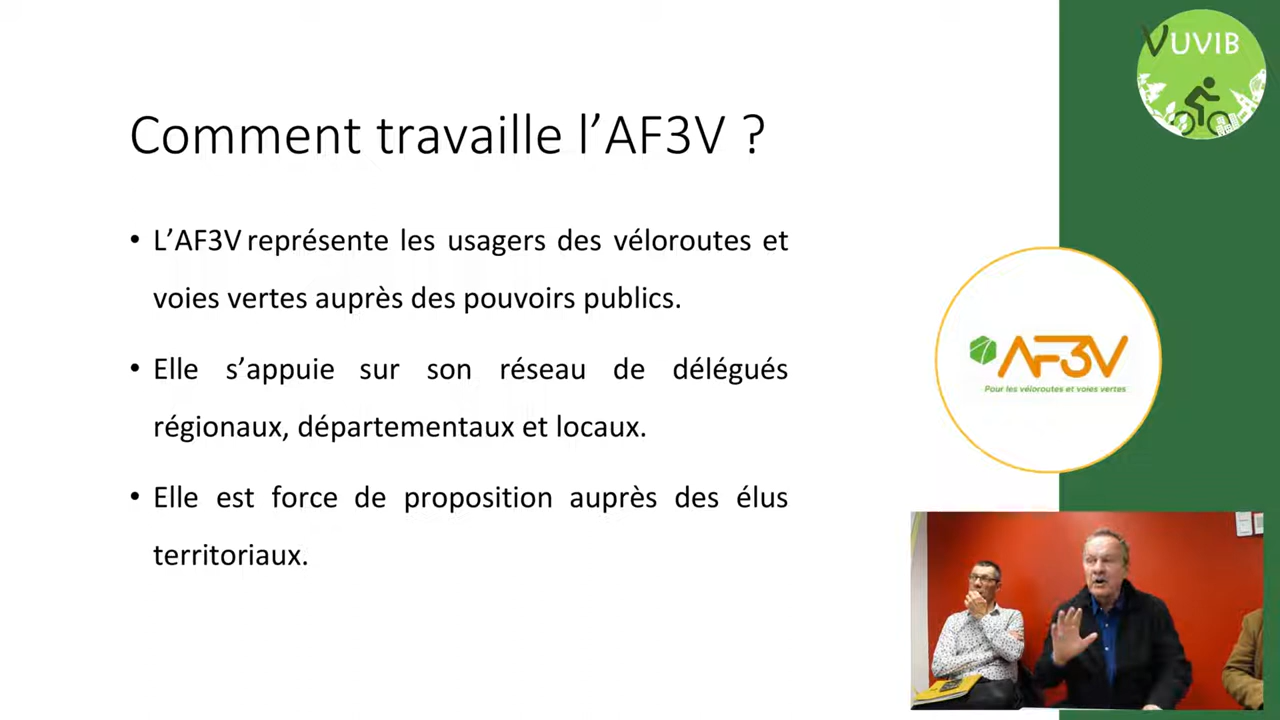 VUVIB
Comment travaille l’AF3V ?
• L’AF3V représente les usagers des véloroutes et
voies vertes auprès des pouvoirs publics.
• Elle s’appuie sur son réseau de délégués
régionaux, départementaux et locaux.
• Elle est force de proposition auprès des élus
territoriaux.
AF3V
Pour les véloroutes et voies vertes